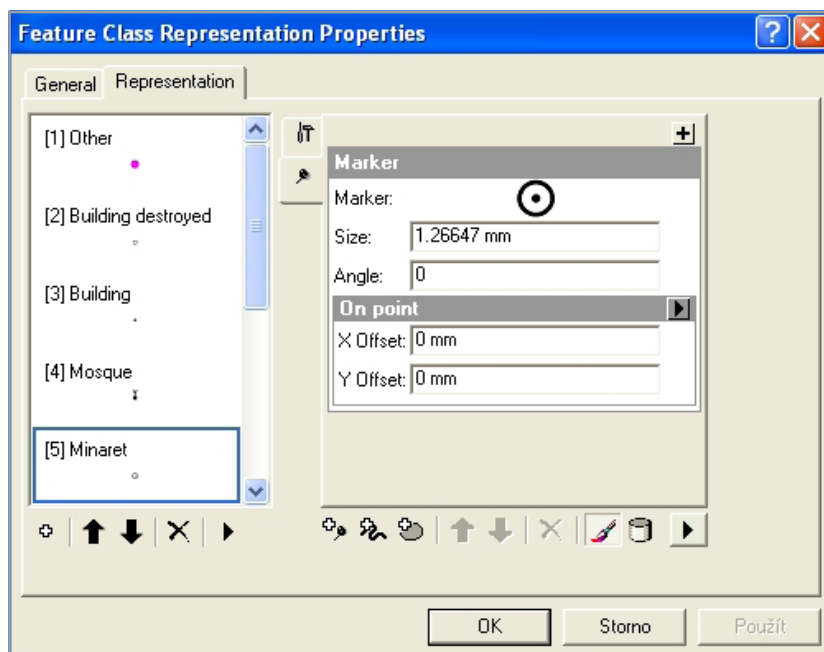 Feature Class Representation Properties
General
Representation
[1] Other
[2] Building destroyed
[3] Building
[4] Mosque
[5] Minaret
Marker
Marker:
Size: 1.26647 mm
Angle: 0
On point
X Offset: 0 mm
Y Offset: 0 mm
OK
Storno
Použít